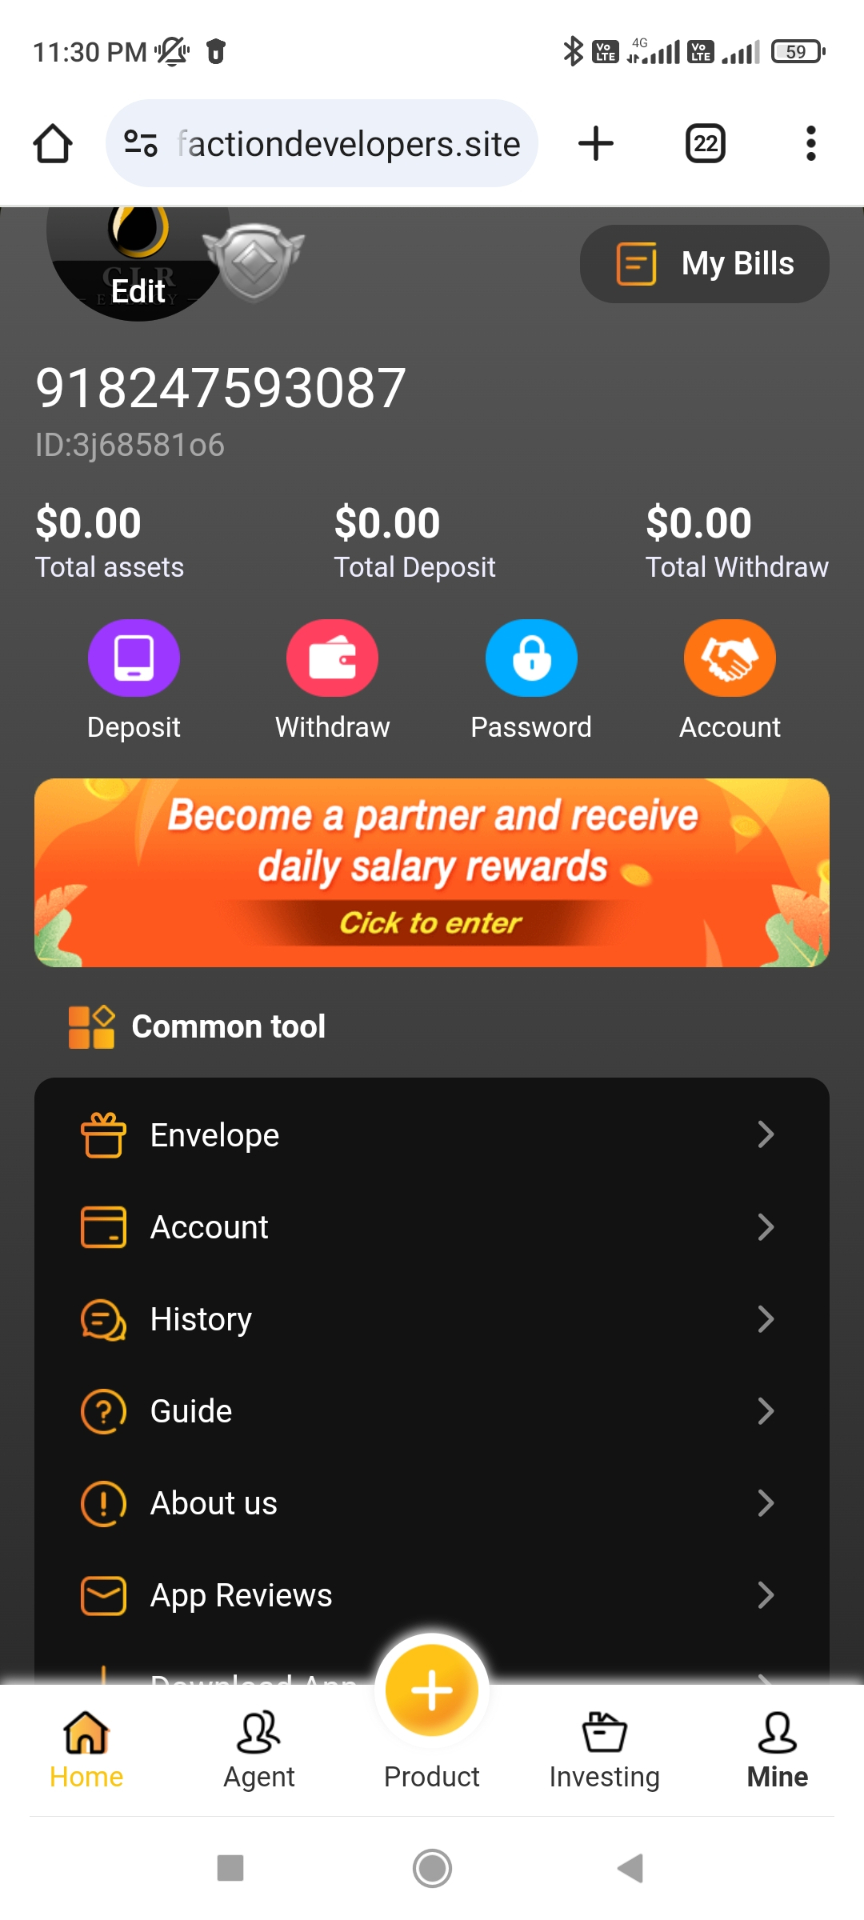 11:30 PM
VoLTE 4G VoLTE 59
factiondevelopers.site
22
Edit
My Bills
918247593087
ID:3j68581o6
$0.00 $0.00 $0.00
Total assets Total Deposit Total Withdraw
Deposit Withdraw Password Account
Become a partner and receive
daily salary rewards
Cick to enter
Common tool
Envelope
Account
History
Guide
About us
App Reviews
Download App
Home Agent Product Investing Mine